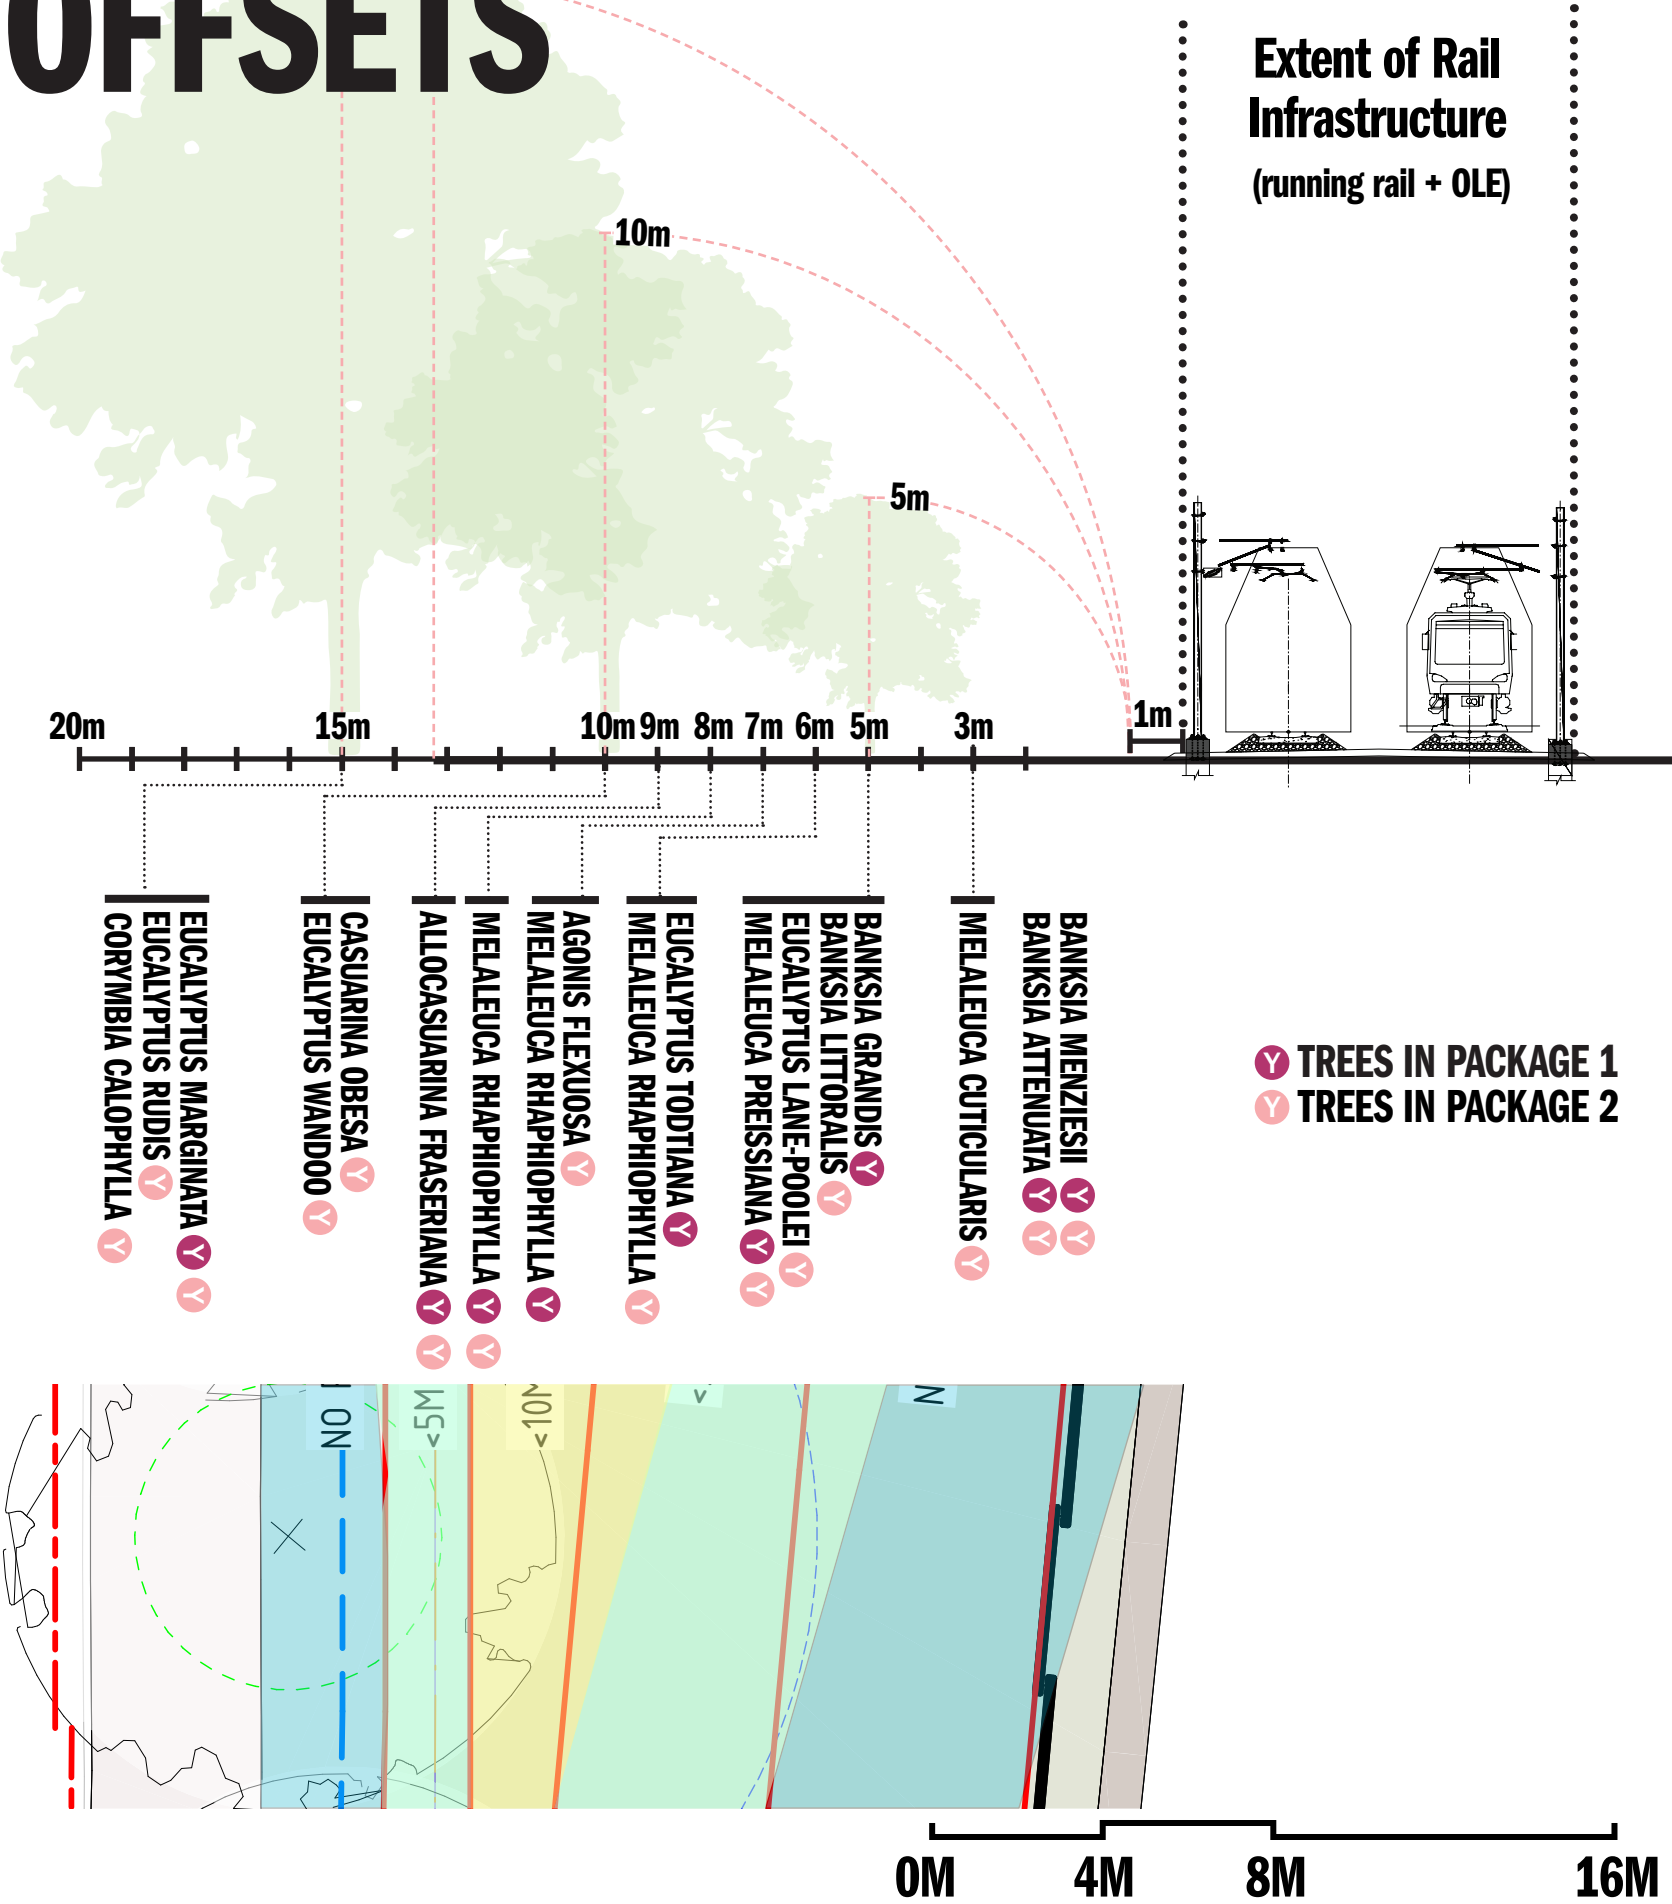 OFFSETS
Extent of Rail
Infrastructure
(running rail + OLE)
10m
5m
1m
20m
15m
10m
9m
8m
7m
6m
5m
3m
CORYMBIA CALOPHYLLA Y
EUCALYPTUS RUDIS Y
EUCALYPTUS MARGINATA Y Y
EUCALYPTUS WANDOO Y
CASUARINA OBESA Y
ALLOCASUARINA FRASERIANA Y Y
MELALEUCA RHAPHIOPHYLLA Y Y
MELALEUCA RHAPHIOPHYLLA Y
AGONIS FLEXUOSA Y
MELALEUCA RHAPHIOPHYLLA Y
EUCALYPTUS TODTIANA Y
MELALEUCA PREISSIANA Y Y
EUCALYPTUS LANE-POOLEI Y
BANKSIA LITTORALIS Y
BANKSIA GRANDIS Y
MELALEUCA CUTICULARIS Y
BANKSIA ATTENUATA Y Y
BANKSIA MENZIESII Y Y
Y TREES IN PACKAGE 1
Y TREES IN PACKAGE 2
NO
<5M
<10M
<
N
0M
4M
8M
16M